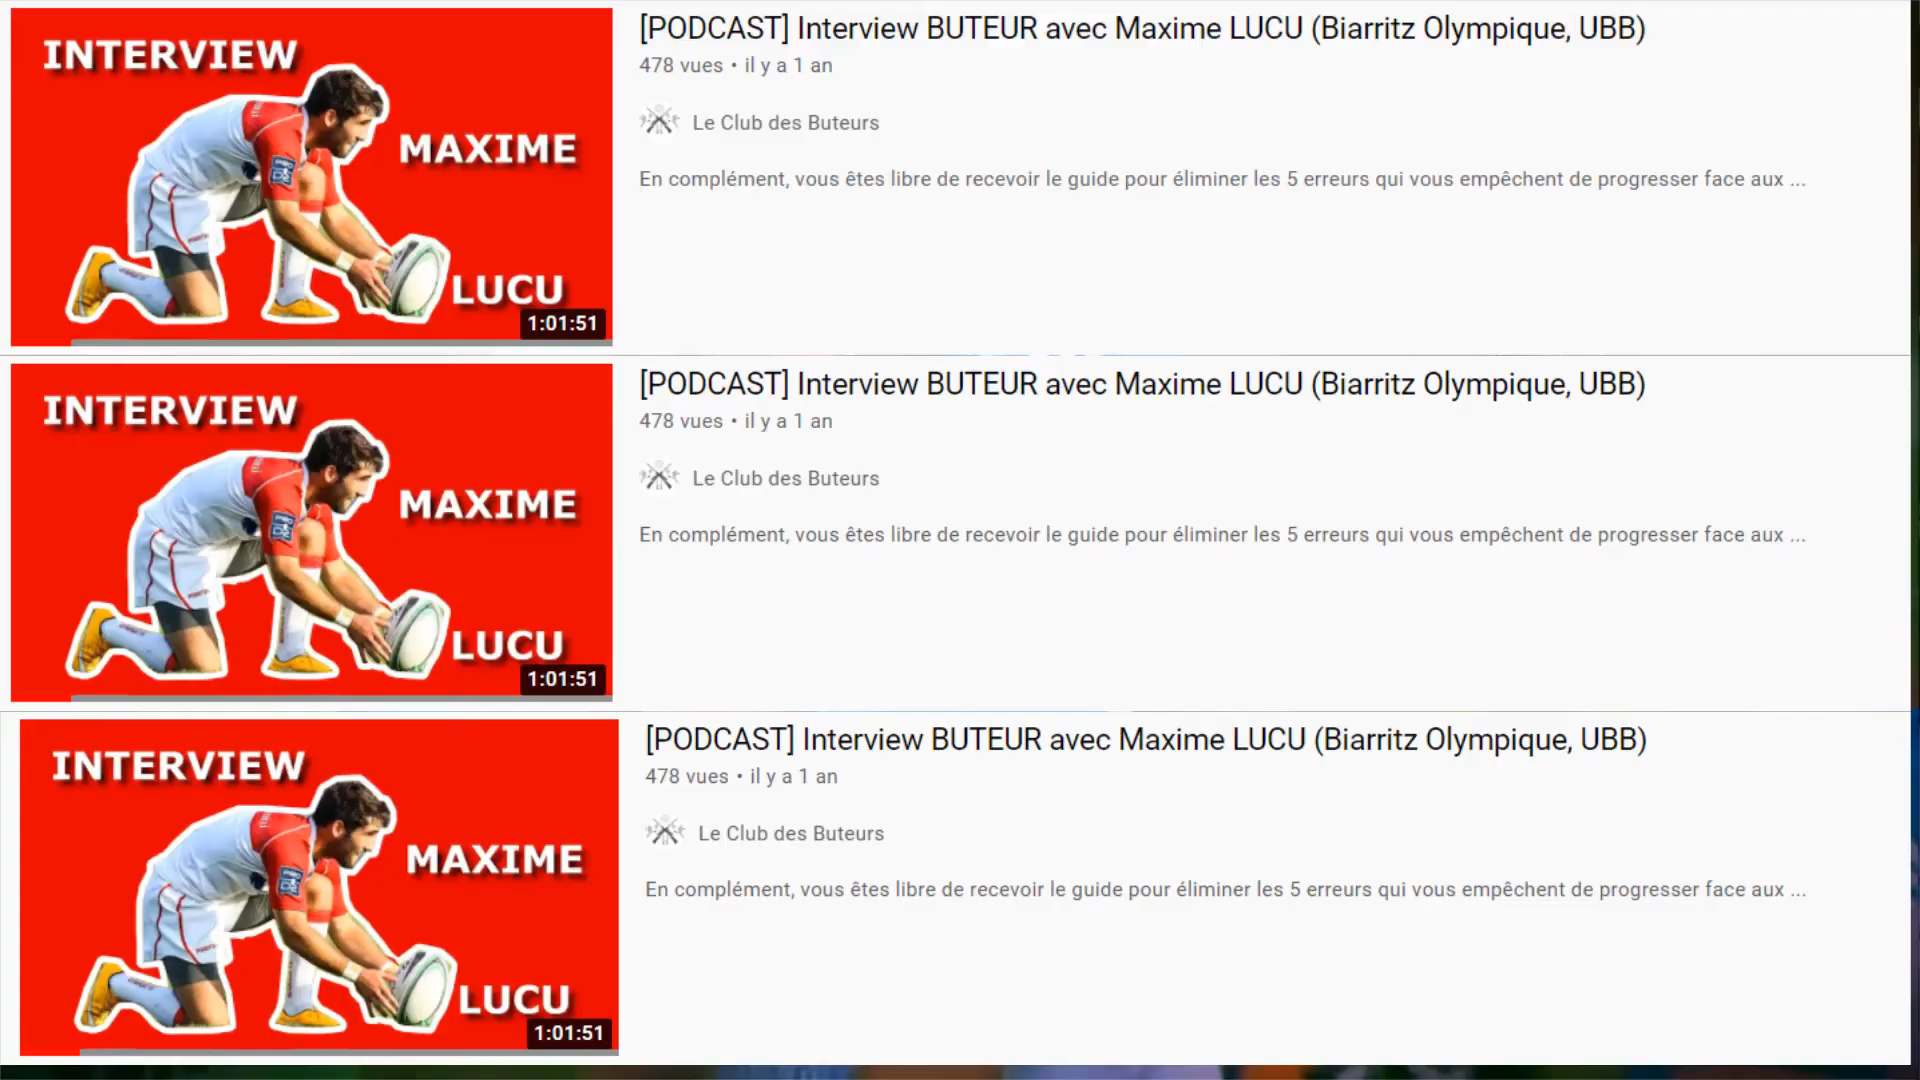 INTERVIEW
MAXIME
LUCU
1:01:51
[PODCAST] Interview BUTEUR avec Maxime LUCU (Biarritz Olympique, UBB)
478 vues • il y a 1 an
Le Club des Buteurs
En complément, vous êtes libre de recevoir le guide pour éliminer les 5 erreurs qui vous empêchent de progresser face aux ...
INTERVIEW
MAXIME
LUCU
1:01:51
[PODCAST] Interview BUTEUR avec Maxime LUCU (Biarritz Olympique, UBB)
478 vues • il y a 1 an
Le Club des Buteurs
En complément, vous êtes libre de recevoir le guide pour éliminer les 5 erreurs qui vous empêchent de progresser face aux ...
INTERVIEW
MAXIME
LUCU
1:01:51
[PODCAST] Interview BUTEUR avec Maxime LUCU (Biarritz Olympique, UBB)
478 vues • il y a 1 an
Le Club des Buteurs
En complément, vous êtes libre de recevoir le guide pour éliminer les 5 erreurs qui vous empêchent de progresser face aux ...